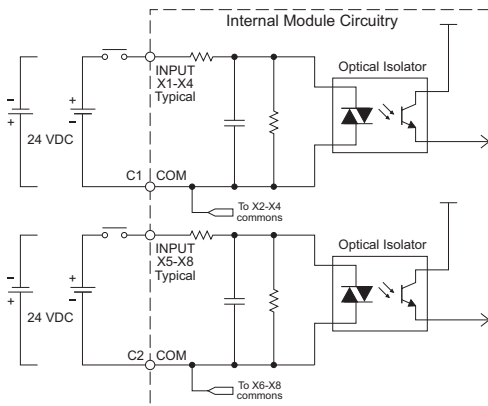 Internal Module Circuitry
INPUT
X1-X4
Typical
Optical Isolator
-
+
+
-
24 VDC
C1 COM
To X2-X4
commons
INPUT
X5-X8
Typical
Optical Isolator
-
+
+
-
24 VDC
C2 COM
To X6-X8
commons